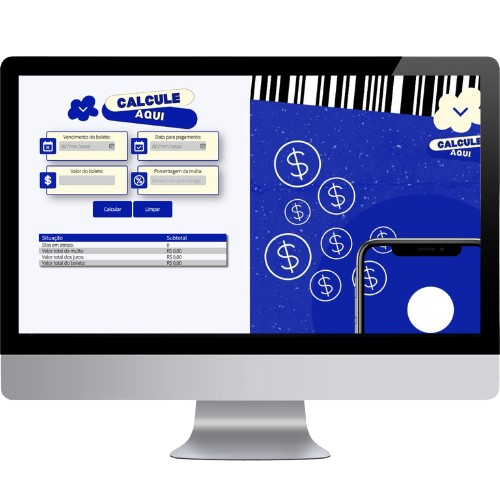 CALCULE
AQUI
Vencimento do boleto:
Data para pagamento:
dd/mm/aaaa
dd/mm/aaaa
Valor do boleto:
Porcentagem da multa:
Calcular
Limpar
Situação Subtotal
Dias em atraso: 0
Valor total da multa: R$ 0,00
Valor total dos juros: R$ 0,00
Valor total do boleto: R$ 0,00
CALCULE
AQUI